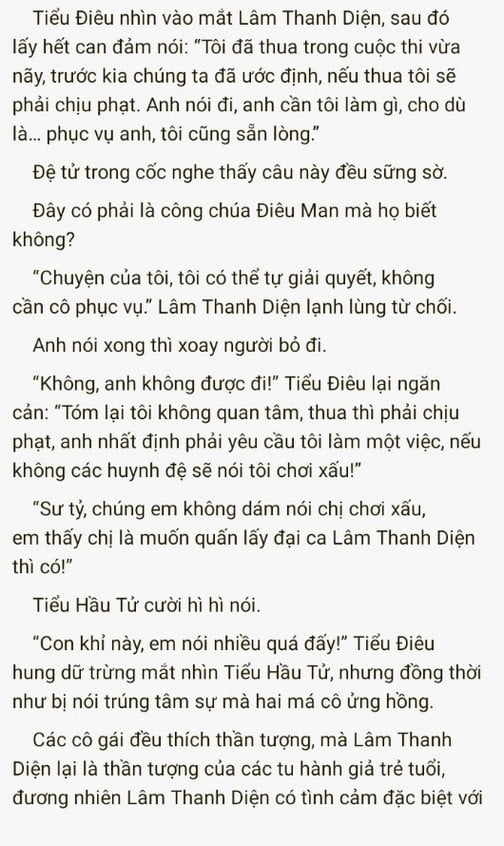 Tiểu Điêu nhìn vào mắt Lâm Thanh Diện, sau đó
lấy hết can đảm nói: “Tôi đã thua trong cuộc thi vừa
nãy, trước kia chúng ta đã ước định, nếu thua tôi sẽ
phải chịu phạt. Anh nói đi, anh cần tôi làm gì, cho dù
là... phục vụ anh, tôi cũng sẵn lòng.”
Đệ tử trong cốc nghe thấy câu này đều sững sờ.
Đây có phải là công chúa Điêu Man mà họ biết
không?
“Chuyện của tôi, tôi có thể tự giải quyết, không
cần cô phục vụ.” Lâm Thanh Diện lạnh lùng từ chối.
Anh nói xong thì xoay người bỏ đi.
“Không, anh không được đi!” Tiểu Điêu lại ngăn
cản: “Tóm lại tôi không quan tâm, thua thì phải chịu
phạt, anh nhất định phải yêu cầu tôi làm một việc, nếu
không các huynh đệ sẽ nói tôi chơi xấu!”
“Sư tỷ, chúng em không dám nói chị chơi xấu,
em thấy chị là muốn quấn lấy đại ca Lâm Thanh Diện
thì có!”
Tiểu Hầu Tử cười hì hì nói.
“Con khỉ này, em nói nhiều quá đấy!” Tiểu Điêu
hung dữ trừng mắt nhìn Tiểu Hầu Tử, nhưng đồng thời
như bị nói trúng tâm sự mà hai má cô ửng hồng.
Các cô gái đều thích thần tượng, mà Lâm Thanh
Diện lại là thần tượng của các tu hành giả trẻ tuổi,
đương nhiên Lâm Thanh Diện có tình cảm đặc biệt với